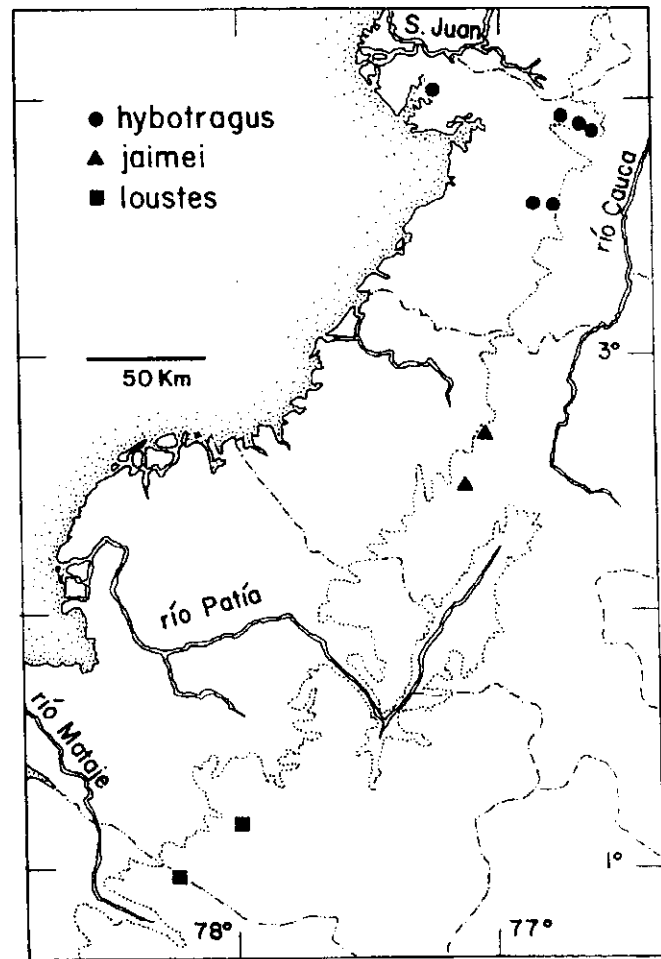 S. Juan
● hybotragus
▲ jaimei
■ loustes
río Cauca
3°
50 Km
río Patía
río Mataje
1°
78°
77°